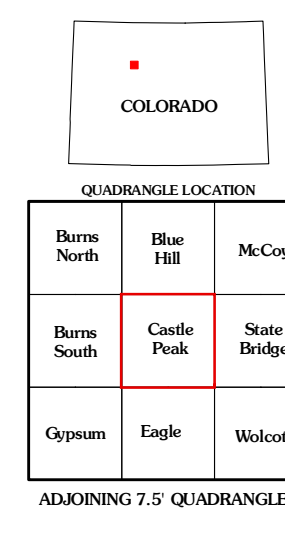 COLORADO
QUADRANGLE LOCATION
Burns
North
Blue
Hill
McCoy
Burns
South
Castle
Peak
State
Bridge
Gypsum
Eagle
Wolcot
ADJOINING 7.5' QUADRANGLE